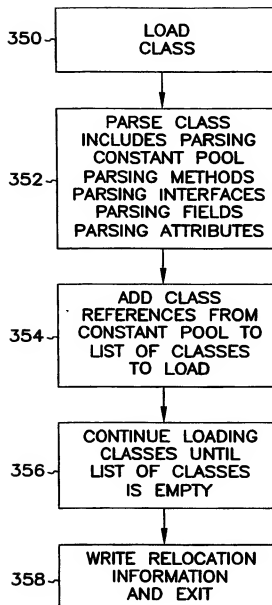 350
LOAD
CLASS
352
PARSE CLASS
INCLUDES PARSING
CONSTANT POOL
PARSING METHODS
PARSING INTERFACES
PARSING FIELDS
PARSING ATTRIBUTES
354
ADD CLASS
REFERENCES FROM
CONSTANT POOL TO
LIST OF CLASSES
TO LOAD
356
CONTINUE LOADING
CLASSES UNTIL
LIST OF CLASSES
IS EMPTY
358
WRITE RELOCATION
INFORMATION
AND EXIT